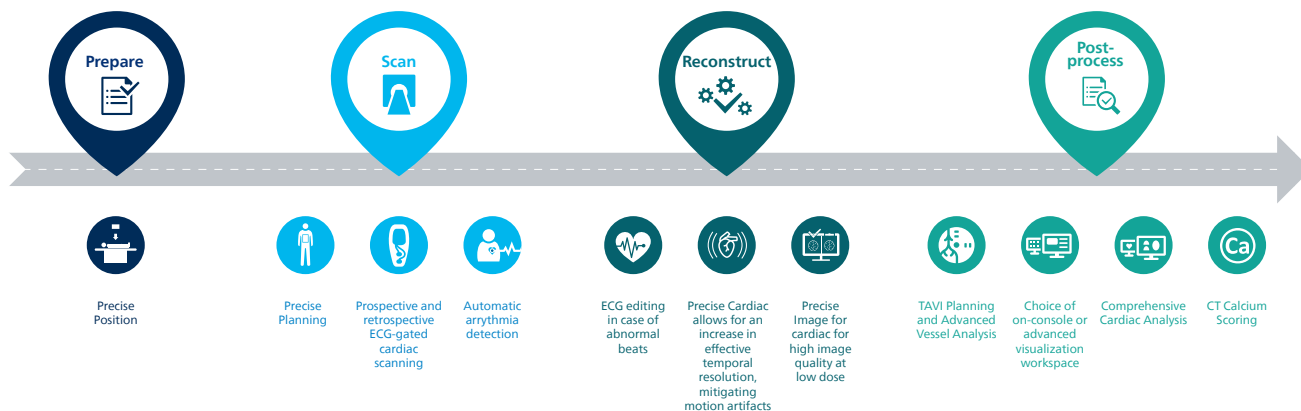 Prepare
Scan
Reconstruct
Post-
process
Precise
Position
Precise
Planning
Prospective and
retrospective
ECG-gated
cardiac
scanning
Automatic
arrythmia
detection
ECG editing
in case of
abnormal
beats
Precise Cardiac
allows for an
increase in
effective
temporal
resolution,
mitigating
motion artifacts
Precise
Image for
cardiac for
high image
quality at
low dose
TAVI Planning
and Advanced
Vessel Analysis
Choice of
on-console or
advanced
visualization
workspace
Comprehensive
Cardiac Analysis
Ca
CT Calcium
Scoring